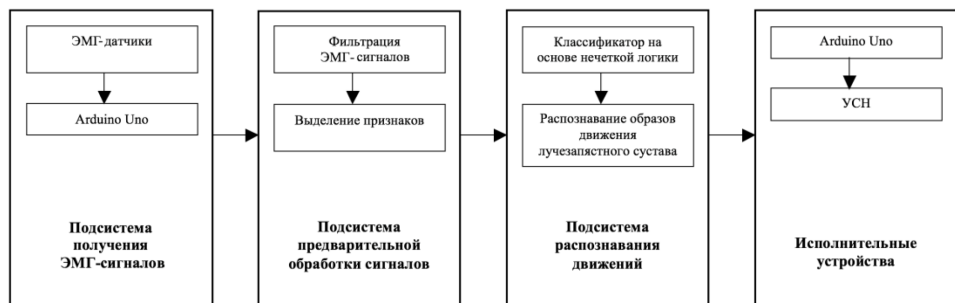 ЭМГ-датчики
Arduino Uno
Подсистема
получения
ЭМГ-сигналов
Фильтрация
ЭМГ- сигналов
Выделение признаков
Подсистема
предварительной
обработки сигналов
Классификатор на
основе нечеткой логики
Распознавание образов
движения
лучезапястного сустава
Подсистема
распознавания
движений
Arduino Uno
УСН
Исполнительные
устройства